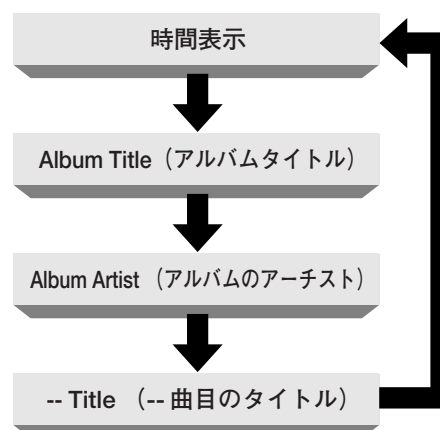 時間表示
Album Title（アルバムタイトル）
Album Artist （アルバムのアーチスト）
-- Title （-- 曲目のタイトル）